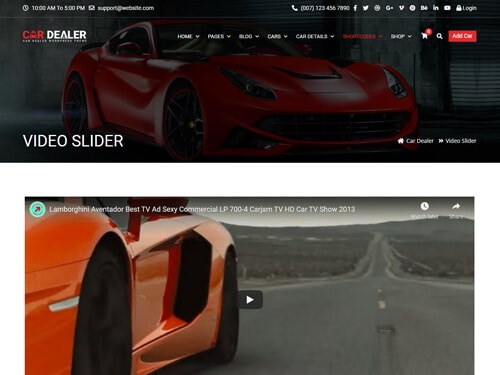 10:00 AM To 5:00 PM support@website.com (007) 123 456 7890 Login
CAR DEALER HOME PAGES BLOG CARS CAR DETAILS SHORTCODES SHOP 0 Add Car
CAR DEALER WORDPRESS THEME
VIDEO SLIDER Car Dealer » Video Slider
Lamborghini Aventador Best TV Ad Sexy Commercial LP 700-4 Carjam TV HD Car TV Show 2013
Watch later Share